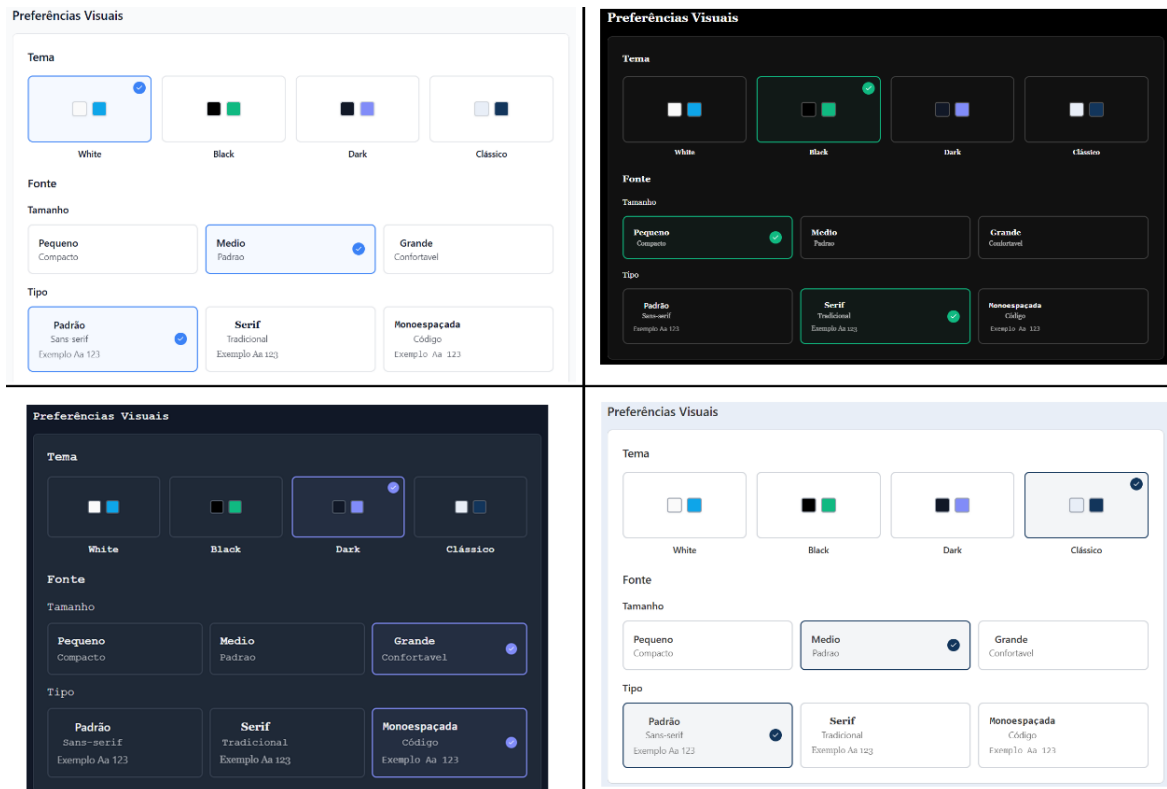 Preferências Visuais
Tema
White Black Dark Clássico
Fonte
Tamanho
Pequeno Medio Grande
Compacto Padrao Confortavel
Tipo
Padrão Serif Monoespaçada
Sans-serif Tradicional Código
Exemplo Aa 123 Exemplo Aa 123 Exemplo Aa 123
Preferências Visuais
Tema
White Black Dark Clássico
Fonte
Tamanho
Pequeno Medio Grande
Compacto Padrao Confortavel
Tipo
Padrão Serif Monoespaçada
Sans-serif Tradicional Código
Exemplo Aa 123 Exemplo Aa 123 Exemplo Aa 123
Preferências Visuais
Tema
White Black Dark Clássico
Fonte
Tamanho
Pequeno Medio Grande
Compacto Padrao Confortavel
Tipo
Padrão Serif Monoespaçada
Sans-serif Tradicional Código
Exemplo Aa 123 Exemplo Aa 123 Exemplo Aa 123
Preferências Visuais
Tema
White Black Dark Clássico
Fonte
Tamanho
Pequeno Medio Grande
Compacto Padrao Confortavel
Tipo
Padrão Serif Monoespaçada
Sans-serif Tradicional Código
Exemplo Aa 123 Exemplo Aa 123 Exemplo Aa 123